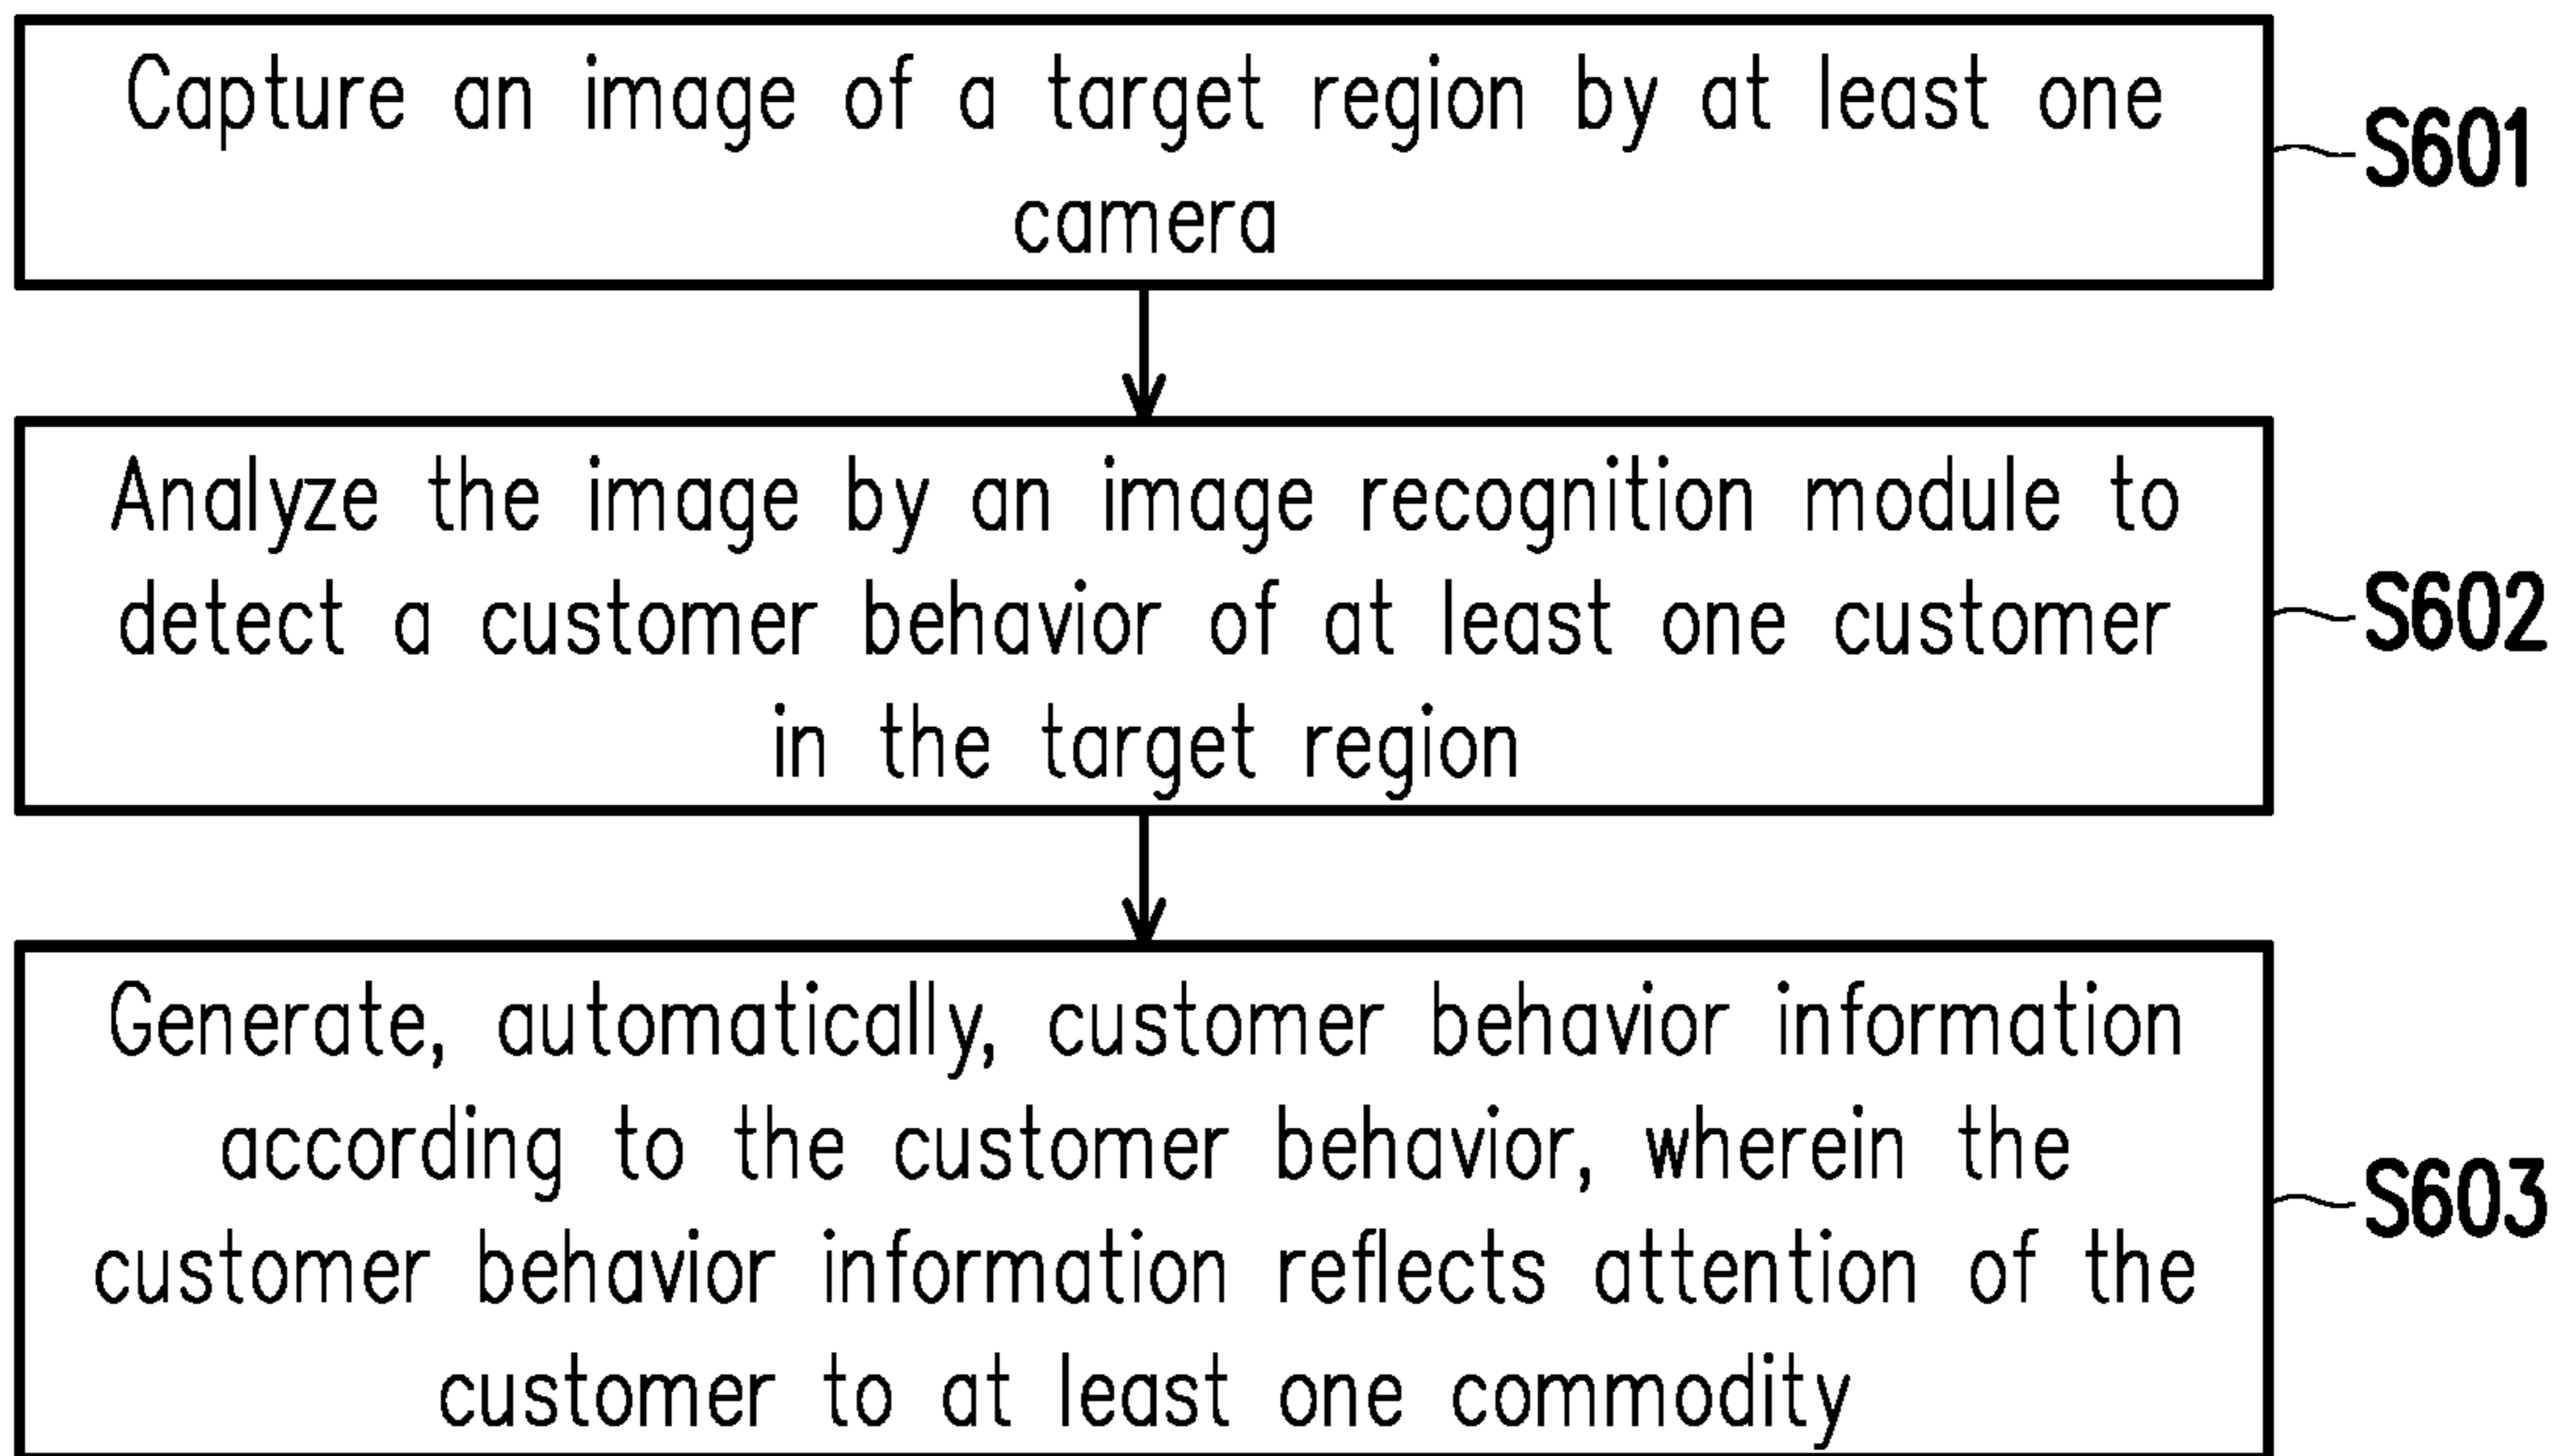 Capture an image of a target region by at least one
camera
S601
Analyze the image by an image recognition module to
detect a customer behavior of at least one customer
in the target region
S602
Generate, automatically, customer behavior information
according to the customer behavior, wherein the
customer behavior information reflects attention of the
customer to at least one commodity
S603